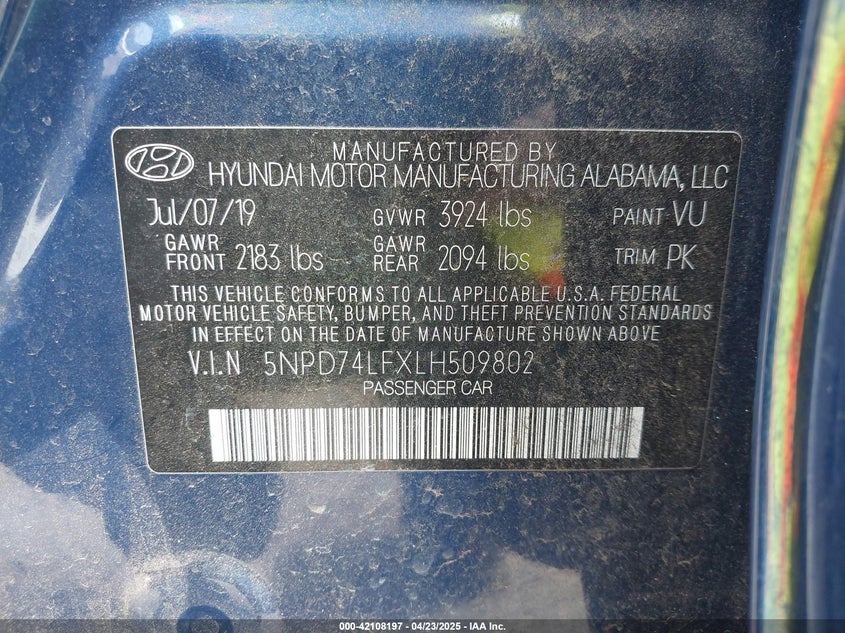 MANUFACTURED BY
HYUNDAI MOTOR MANUFACTURING ALABAMA, LLC
Jul/07/19 GVWR 3924 lbs PAINT VU
GAWR FRONT 2183 lbs GAWR REAR 2094 lbs TRIM PK
THIS VEHICLE CONFORMS TO ALL APPLICABLE U.S.A. FEDERAL
MOTOR VEHICLE SAFETY, BUMPER, AND THEFT PREVENTION STANDARDS
IN EFFECT ON THE DATE OF MANUFACTURE SHOWN ABOVE
V.I.N 5NPD74LFXLH509802
PASSENGER CAR
000-42108197 - 04/23/2025 - IAA Inc.